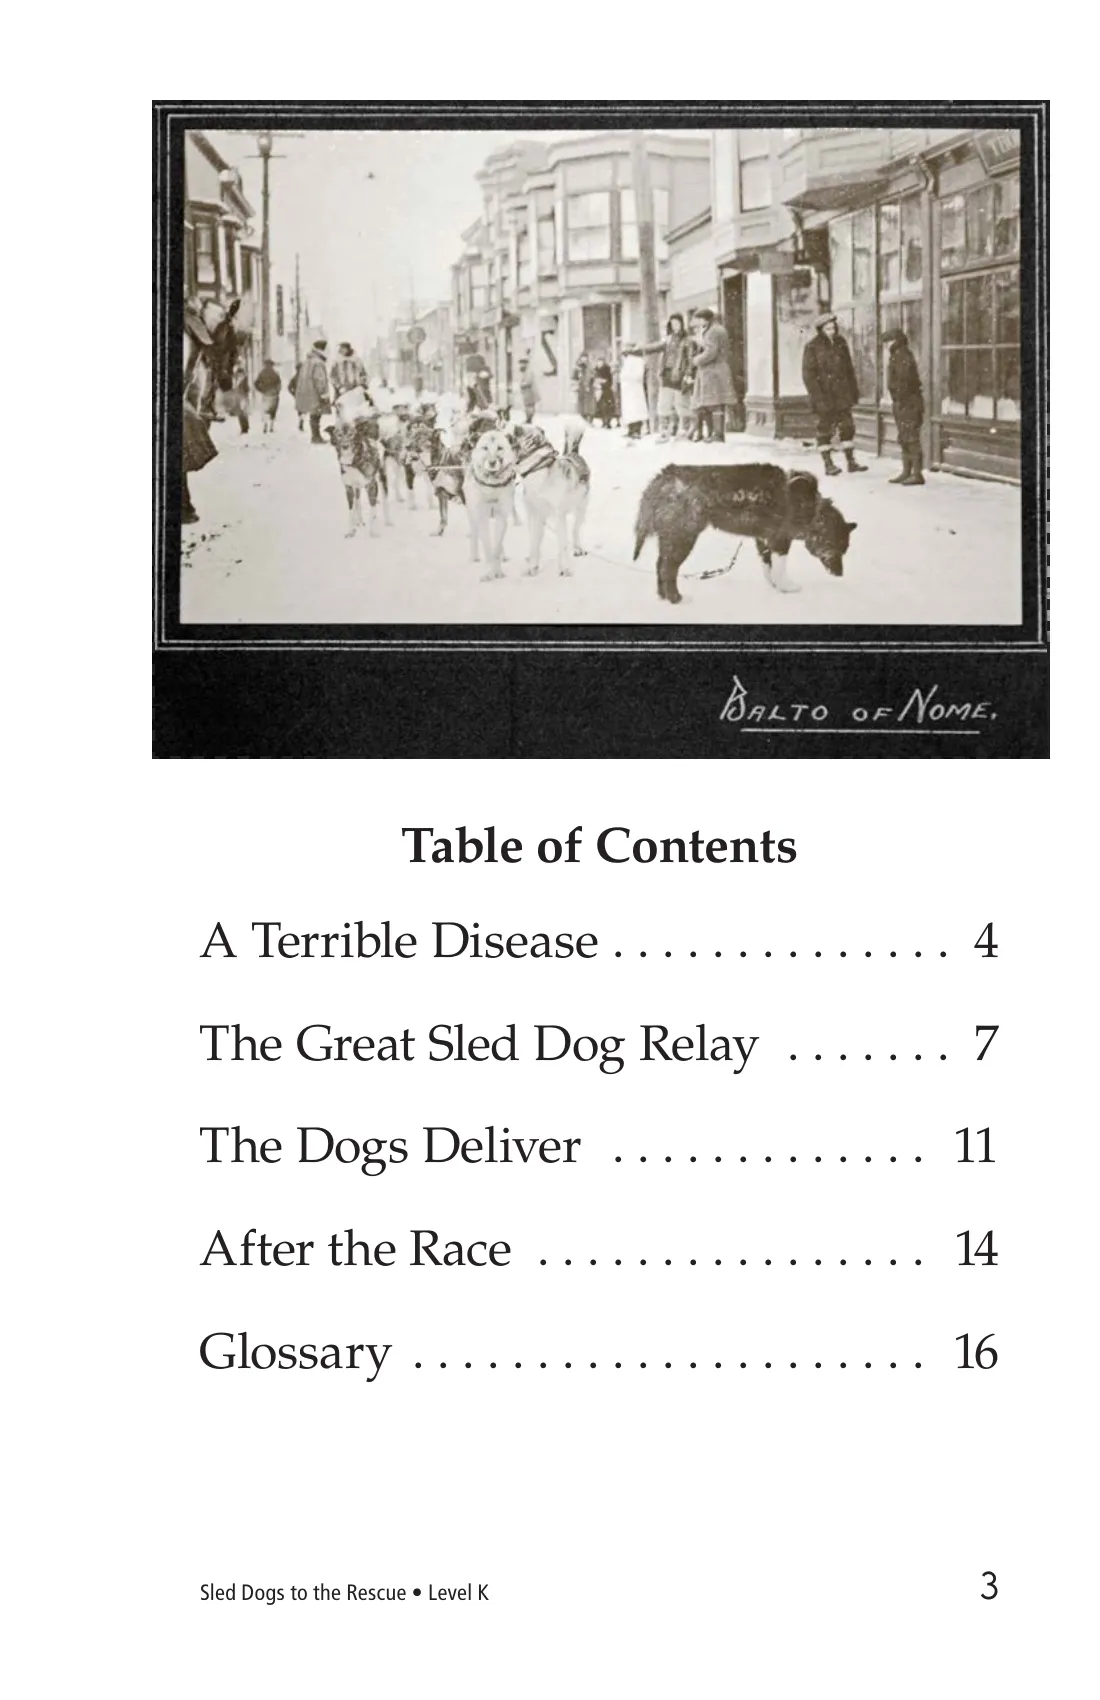 BALTO OF NOME.
Table of Contents
A Terrible Disease . . . . . . . . . . . . . . 4
The Great Sled Dog Relay . . . . . . . 7
The Dogs Deliver . . . . . . . . . . . . . 11
After the Race . . . . . . . . . . . . . . . . 14
Glossary . . . . . . . . . . . . . . . . . . . . . 16
Sled Dogs to the Rescue • Level K 3